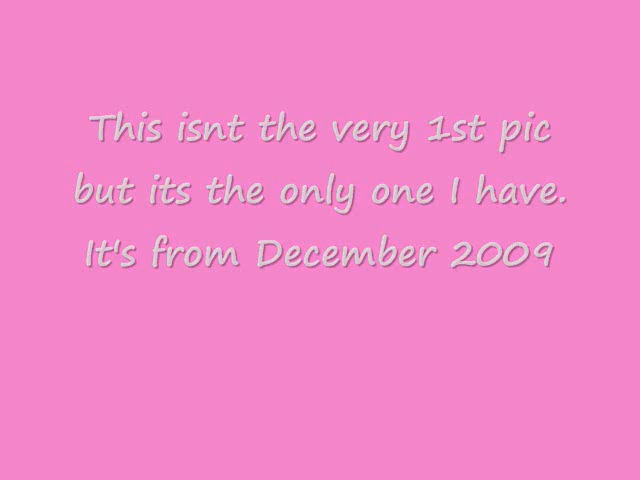 This isnt the very 1st pic
but its the only one I have.
It's from December 2009